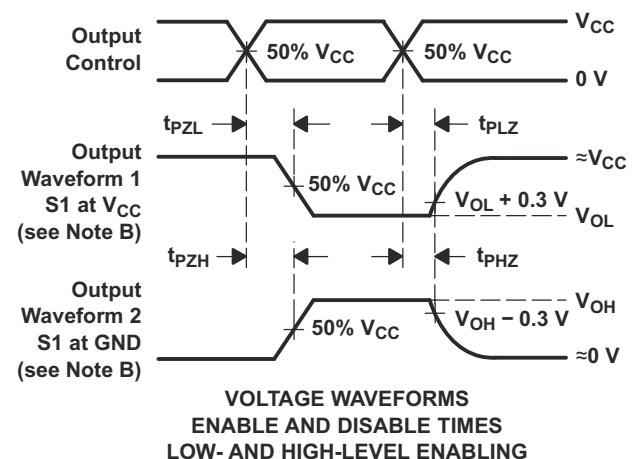 Output
Control
50% VCC
50% VCC
VCC
0 V
tPZL
tPLZ
Output
Waveform 1
S1 at VCC
(see Note B)
50% VCC
≈VCC
VOL + 0.3 V
VOL
tPZH
tPHZ
Output
Waveform 2
S1 at GND
(see Note B)
50% VCC
VOH
VOH − 0.3 V
≈0 V
VOLTAGE WAVEFORMS
ENABLE AND DISABLE TIMES
LOW- AND HIGH-LEVEL ENABLING